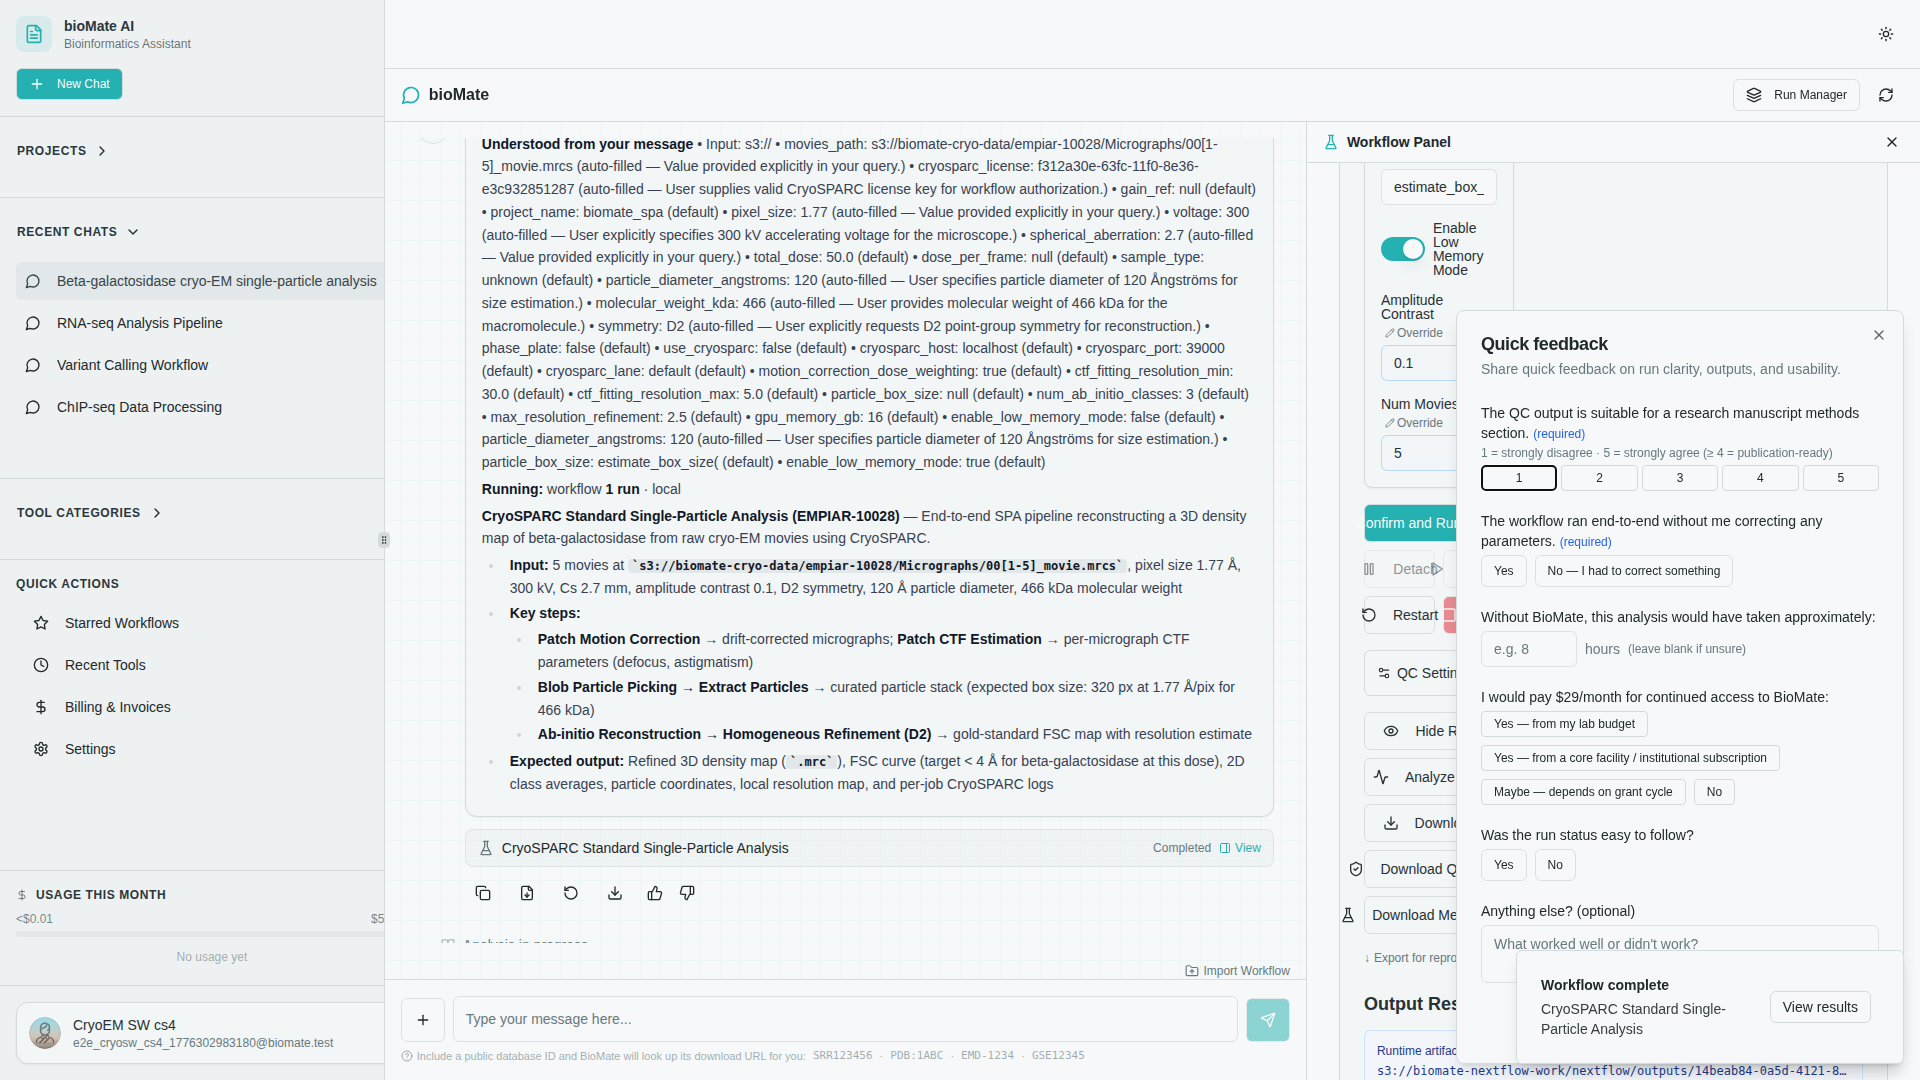 bioMate AI
Bioinformatics Assistant
New Chat
PROJECTS
RECENT CHATS
Beta-galactosidase cryo-EM single-particle analysis
RNA-seq Analysis Pipeline
Variant Calling Workflow
ChIP-seq Data Processing
TOOL CATEGORIES
QUICK ACTIONS
Starred Workflows
Recent Tools
Billing & Invoices
Settings
USAGE THIS MONTH
<$0.01
$5
No usage yet
CryoEM SW cs4
e2e_cryosw_cs4_1776302983180@biomate.test
bioMate
Run Manager
Understood from your message • Input: s3:// • movies_path: s3://biomate-cryo-data/empiar-10028/Micrographs/00[1-
5]_movie.mrcs (auto-filled — Value provided explicitly in your query.) • cryosparc_license: f312a30e-63fc-11f0-8e36-
e3c932851287 (auto-filled — User supplies valid CryoSPARC license key for workflow authorization.) • gain_ref: null (default)
• project_name: biomate_spa (default) • pixel_size: 1.77 (auto-filled — Value provided explicitly in your query.) • voltage: 300
(auto-filled — User explicitly specifies 300 kV accelerating voltage for the microscope.) • spherical_aberration: 2.7 (auto-filled
— Value provided explicitly in your query.) • total_dose: 50.0 (default) • dose_per_frame: null (default) • sample_type:
unknown (default) • particle_diameter_angstroms: 120 (auto-filled — User specifies particle diameter of 120 Ångströms for
size estimation.) • molecular_weight_kda: 466 (auto-filled — User provides molecular weight of 466 kDa for the
macromolecule.) • symmetry: D2 (auto-filled — User explicitly requests D2 point-group symmetry for reconstruction.) •
phase_plate: false (default) • use_cryosparc: false (default) • cryosparc_host: localhost (default) • cryosparc_port: 39000
(default) • cryosparc_lane: default (default) • motion_correction_dose_weighting: true (default) • ctf_fitting_resolution_min:
30.0 (default) • ctf_fitting_resolution_max: 5.0 (default) • particle_box_size: null (default) • num_ab_initio_classes: 3 (default)
• max_resolution_refinement: 2.5 (default) • gpu_memory_gb: 16 (default) • enable_low_memory_mode: false (default) •
particle_diameter_angstroms: 120 (auto-filled — User specifies particle diameter of 120 Ångströms for size estimation.) •
particle_box_size: estimate_box_size( (default) • enable_low_memory_mode: true (default)
Running: workflow 1 run · local
CryoSPARC Standard Single-Particle Analysis (EMPIAR-10028) — End-to-end SPA pipeline reconstructing a 3D density
map of beta-galactosidase from raw cryo-EM movies using CryoSPARC.
Input: 5 movies at `s3://biomate-cryo-data/empiar-10028/Micrographs/00[1-5]_movie.mrcs`, pixel size 1.77 Å,
300 kV, Cs 2.7 mm, amplitude contrast 0.1, D2 symmetry, 120 Å particle diameter, 466 kDa molecular weight
Key steps:
Patch Motion Correction → drift-corrected micrographs; Patch CTF Estimation → per-micrograph CTF
parameters (defocus, astigmatism)
Blob Particle Picking → Extract Particles → curated particle stack (expected box size: 320 px at 1.77 Å/pix for
466 kDa)
Ab-initio Reconstruction → Homogeneous Refinement (D2) → gold-standard FSC map with resolution estimate
Expected output: Refined 3D density map (`.mrc`), FSC curve (target < 4 Å for beta-galactosidase at this dose), 2D
class averages, particle coordinates, local resolution map, and per-job CryoSPARC logs
CryoSPARC Standard Single-Particle Analysis
Completed
View
Analysis in progress
Import Workflow
Type your message here...
Include a public database ID and BioMate will look up its download URL for you: SRR123456 · PDB:1ABC · EMD-1234 · GSE12345
Workflow Panel
estimate_box_
Enable
Low
Memory
Mode
Amplitude
Contrast
Override
0.1
Num Movies
Override
5
onfirm and Run
Detach
Restart
QC Settin
Hide R
Analyze
Downlo
Download Q
Download Me
↓ Export for repro
Output Res
Runtime artifac
s3://biomate-nextflow-work/nextflow/outputs/14beab84-0a5d-4121-8…
Quick feedback
Share quick feedback on run clarity, outputs, and usability.
The QC output is suitable for a research manuscript methods
section. (required)
1 = strongly disagree · 5 = strongly agree (≥ 4 = publication-ready)
1
2
3
4
5
The workflow ran end-to-end without me correcting any
parameters. (required)
Yes
No — I had to correct something
Without BioMate, this analysis would have taken approximately:
e.g. 8
hours
(leave blank if unsure)
I would pay $29/month for continued access to BioMate:
Yes — from my lab budget
Yes — from a core facility / institutional subscription
Maybe — depends on grant cycle
No
Was the run status easy to follow?
Yes
No
Anything else? (optional)
What worked well or didn't work?
Workflow complete
CryoSPARC Standard Single-
Particle Analysis
View results